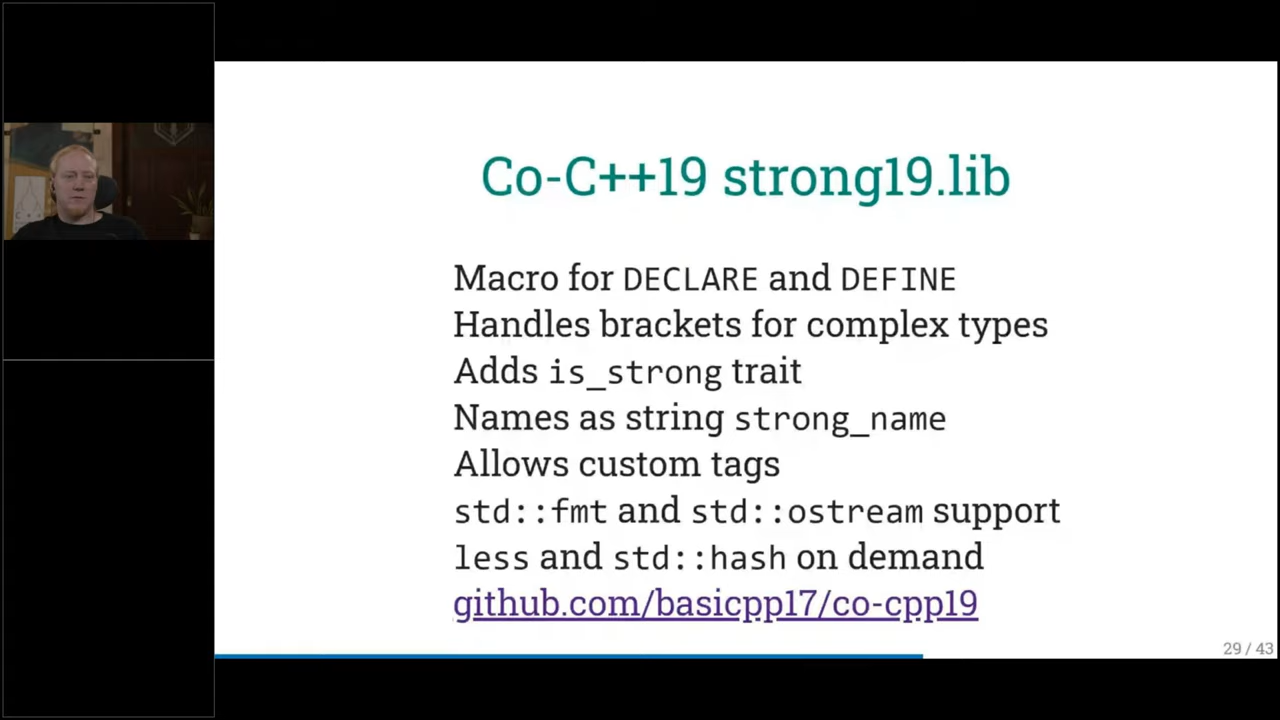 Co-C++19 strong19.lib
Macro for DECLARE and DEFINE
Handles brackets for complex types
Adds is_strong trait
Names as string strong_name
Allows custom tags
std::fmt and std::ostream support
less and std::hash on demand
github.com/basicpp17/co-cpp19
29 / 43